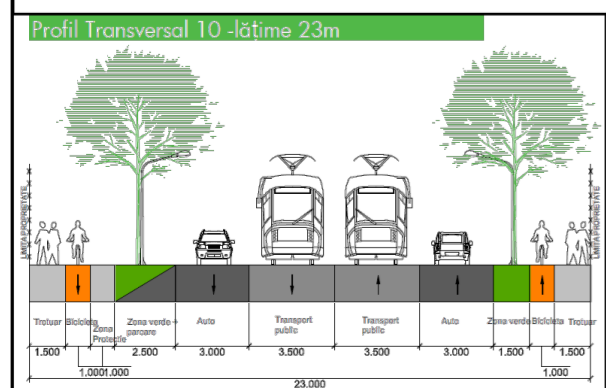 Profil Transversal 10 -lățime 23m
LIMITA PROPRIETATE
LIMITA PROPRIETATE
Trotuar Bicicleta Zona Protectie Zona verde + parcare Auto Transport public Transport public Auto Zona verde Bicicleta Trotuar
1.500 2.500 3.000 3.500 3.500 3.000 1.500 1.500
1.000 1.000 1.000
23.000